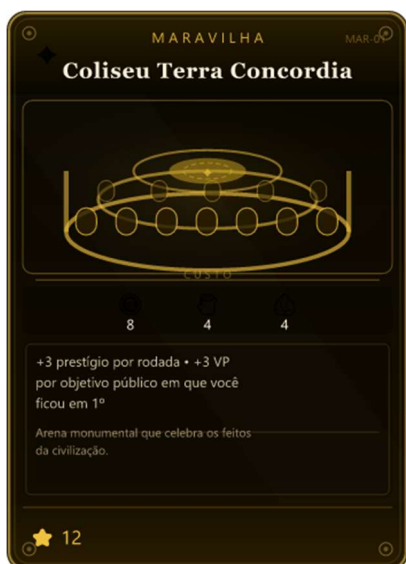 MARAVILHA
MAR-01
Coliseu Terra Concordia
CUSTO
8 4 4
+3 prestígio por rodada • +3 VP
por objetivo público em que você
ficou em 1º
Arena monumental que celebra os feitos
da civilização.
12